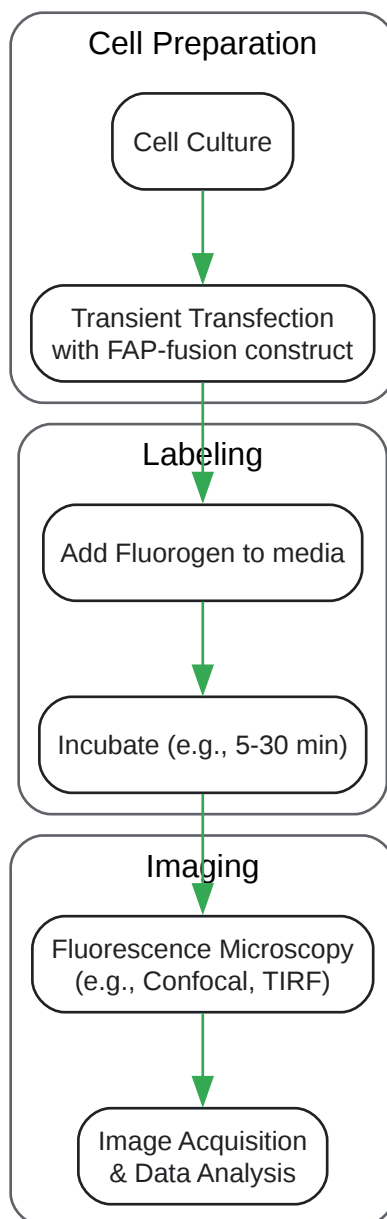 Cell Preparation
Cell Culture
Transient Transfection
with FAP-fusion construct
Labeling
Add Fluorogen to media
Incubate (e.g., 5-30 min)
Imaging
Fluorescence Microscopy
(e.g., Confocal, TIRF)
Image Acquisition
& Data Analysis